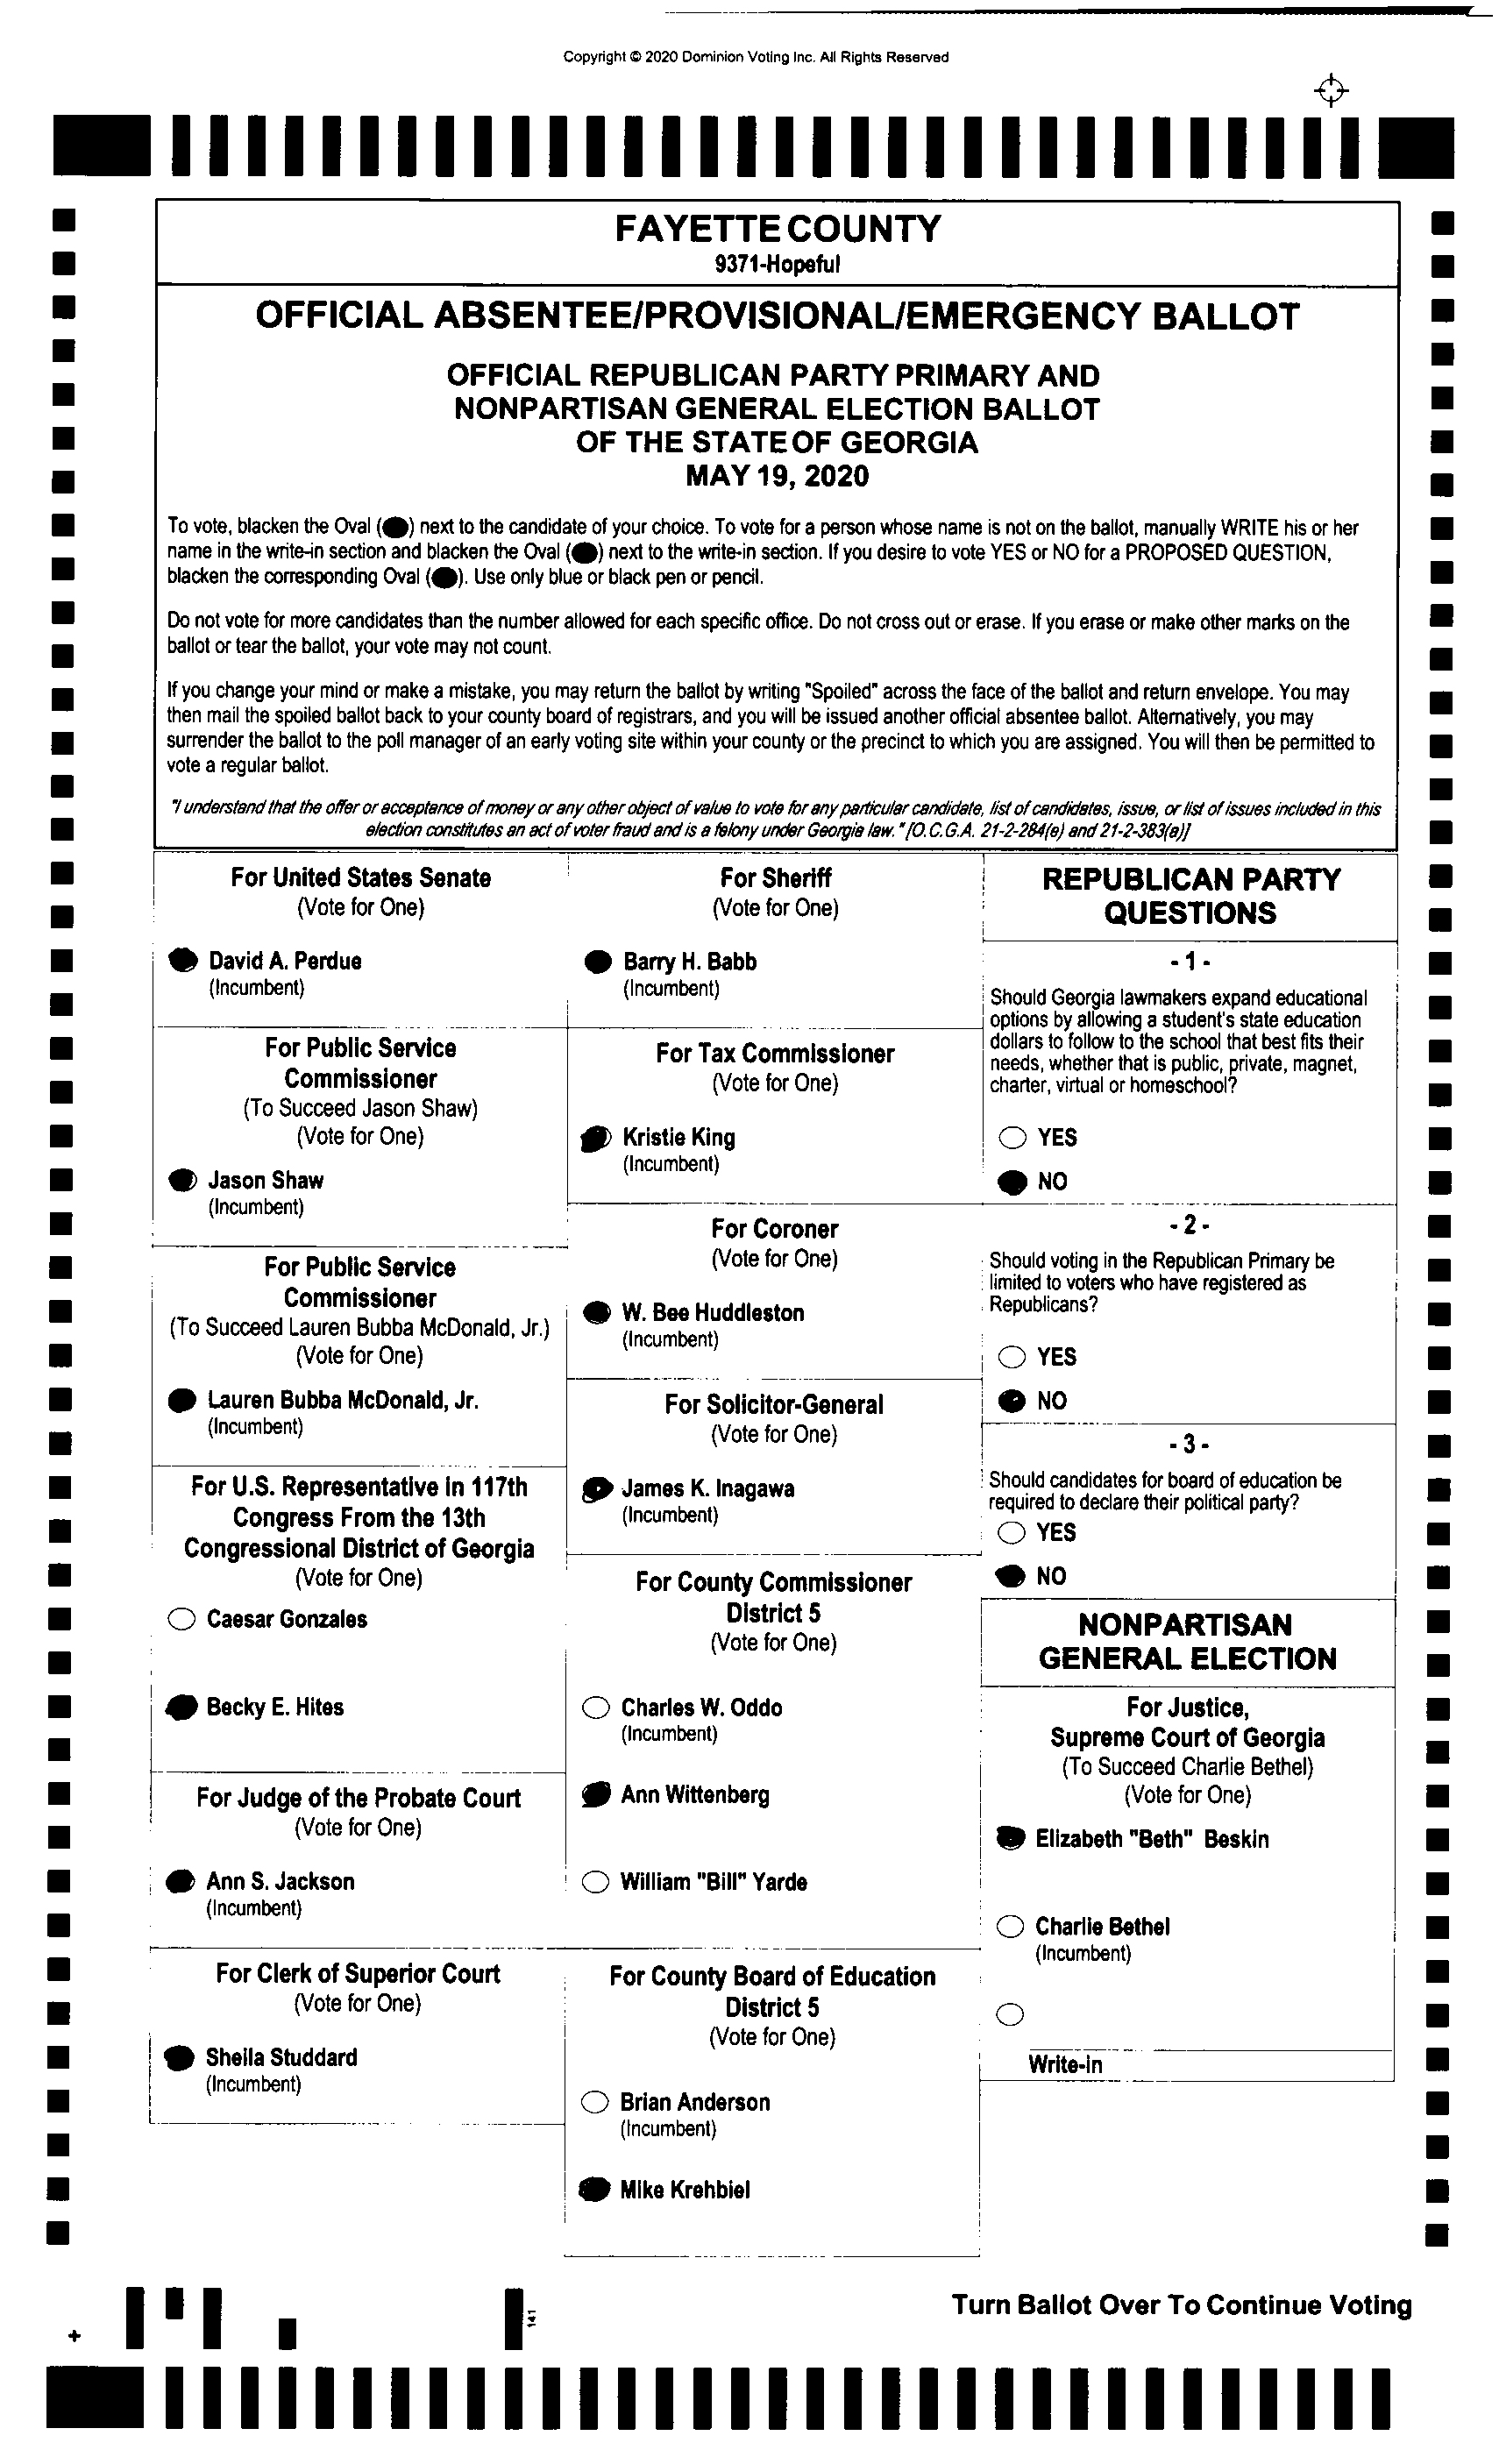 Copyright © 2020 Dominion Voting Inc. All Rights Reserved
FAYETTE COUNTY
9371-Hopeful
OFFICIAL ABSENTEE/PROVISIONAL/EMERGENCY BALLOT
OFFICIAL REPUBLICAN PARTY PRIMARY AND
NONPARTISAN GENERAL ELECTION BALLOT
OF THE STATE OF GEORGIA
MAY 19, 2020
To vote, blacken the Oval (⬬) next to the candidate of your choice. To vote for a person whose name is not on the ballot, manually WRITE his or her
name in the write-in section and blacken the Oval (⬬) next to the write-in section. If you desire to vote YES or NO for a PROPOSED QUESTION,
blacken the corresponding Oval (⬬). Use only blue or black pen or pencil.
Do not vote for more candidates than the number allowed for each specific office. Do not cross out or erase. If you erase or make other marks on the
ballot or tear the ballot, your vote may not count.
If you change your mind or make a mistake, you may return the ballot by writing "Spoiled" across the face of the ballot and return envelope. You may
then mail the spoiled ballot back to your county board of registrars, and you will be issued another official absentee ballot. Alternatively, you may
surrender the ballot to the poll manager of an early voting site within your county or the precinct to which you are assigned. You will then be permitted to
vote a regular ballot.
"I understand that the offer or acceptance of money or any other object of value to vote for any particular candidate, list of candidates, issue, or list of issues included in this
election constitutes an act of voter fraud and is a felony under Georgia law." [O.C.G.A. 21-2-284(e) and 21-2-383(a)]
For United States Senate
(Vote for One)
David A. Perdue
(Incumbent)
For Public Service
Commissioner
(To Succeed Jason Shaw)
(Vote for One)
Jason Shaw
(Incumbent)
For Public Service
Commissioner
(To Succeed Lauren Bubba McDonald, Jr.)
(Vote for One)
Lauren Bubba McDonald, Jr.
(Incumbent)
For U.S. Representative in 117th
Congress From the 13th
Congressional District of Georgia
(Vote for One)
Caesar Gonzales
Becky E. Hites
For Judge of the Probate Court
(Vote for One)
Ann S. Jackson
(Incumbent)
For Clerk of Superior Court
(Vote for One)
Sheila Studdard
(Incumbent)
For Sheriff
(Vote for One)
Barry H. Babb
(Incumbent)
For Tax Commissioner
(Vote for One)
Kristie King
(Incumbent)
For Coroner
(Vote for One)
W. Bee Huddleston
(Incumbent)
For Solicitor-General
(Vote for One)
James K. Inagawa
(Incumbent)
For County Commissioner
District 5
(Vote for One)
Charles W. Oddo
(Incumbent)
Ann Wittenberg
William "Bill" Yarde
For County Board of Education
District 5
(Vote for One)
Brian Anderson
(Incumbent)
Mike Krehbiel
REPUBLICAN PARTY
QUESTIONS
- 1 -
Should Georgia lawmakers expand educational
options by allowing a student's state education
dollars to follow to the school that best fits their
needs, whether that is public, private, magnet,
charter, virtual or homeschool?
YES
NO
- 2 -
Should voting in the Republican Primary be
limited to voters who have registered as
Republicans?
YES
NO
- 3 -
Should candidates for board of education be
required to declare their political party?
YES
NO
NONPARTISAN
GENERAL ELECTION
For Justice,
Supreme Court of Georgia
(To Succeed Charlie Bethel)
(Vote for One)
Elizabeth "Beth" Beskin
Charlie Bethel
(Incumbent)
Write-in
Turn Ballot Over To Continue Voting
141